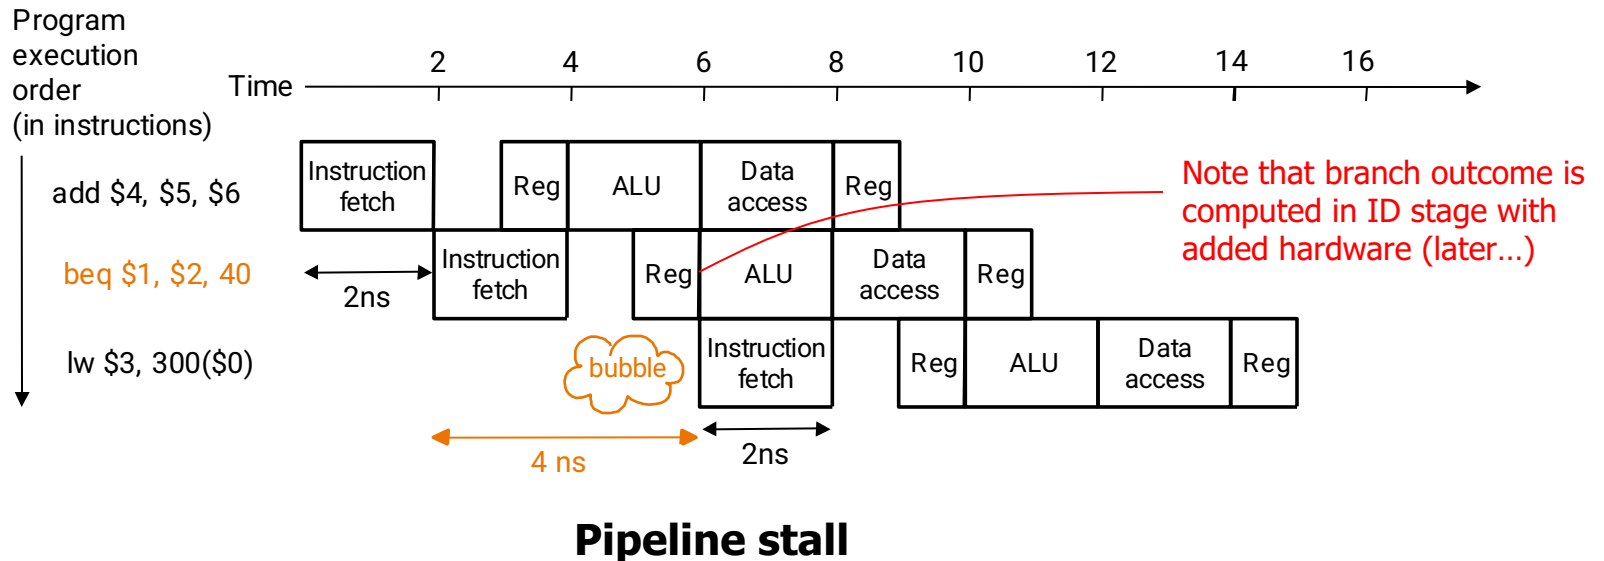 Program
execution
order
(in instructions)
Time
2
4
6
8
10
12
14
16
add $4, $5, $6
Instruction
fetch
Reg
ALU
Data
access
Reg
Note that branch outcome is
computed in ID stage with
added hardware (later...)
beq $1, $2, 40
2ns
Instruction
fetch
Reg
ALU
Data
access
Reg
lw $3, 300($0)
bubble
Instruction
fetch
Reg
ALU
Data
access
Reg
4 ns
2ns
Pipeline stall